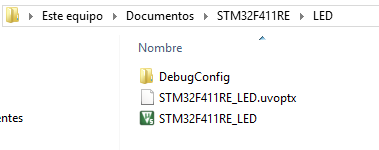 Este equipo Documentos STM32F411RE LED
Nombre
DebugConfig
STM32F411RE_LED.uvoptx
STM32F411RE_LED
entes